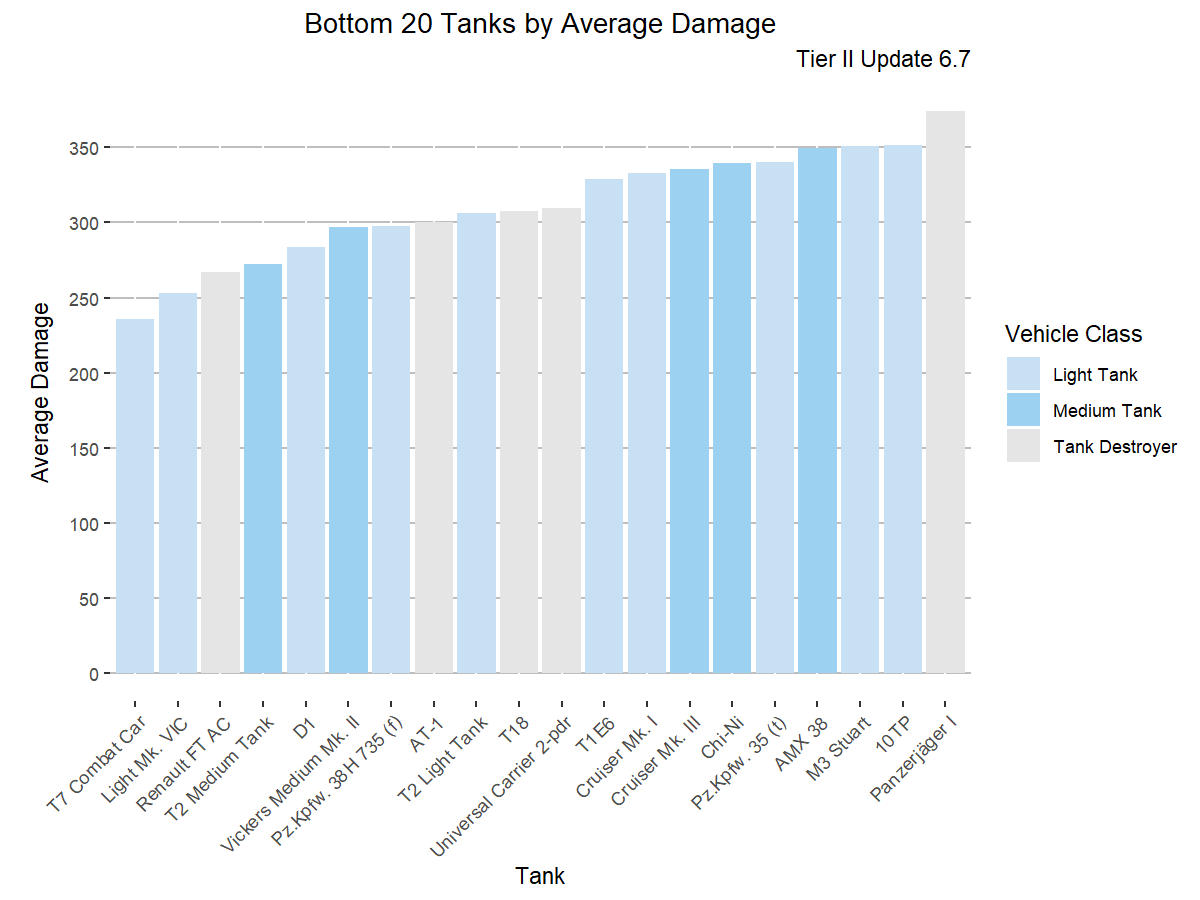 Bottom 20 Tanks by Average Damage
Tier II Update 6.7
Average Damage
350
300
250
200
150
100
50
0
T7 Combat Car
Light Mk. VIC
Renault FT AC
T2 Medium Tank
D1
Vickers Medium Mk. II
Pz.Kpfw. 38H 735 (f)
AT-1
T2 Light Tank
T18
Universal Carrier 2-pdr
T1E6
Cruiser Mk. I
Cruiser Mk. III
Chi-Ni
Pz.Kpfw. 35 (t)
AMX 38
M3 Stuart
10TP
Panzerjäger I
Tank
Vehicle Class
Light Tank
Medium Tank
Tank Destroyer